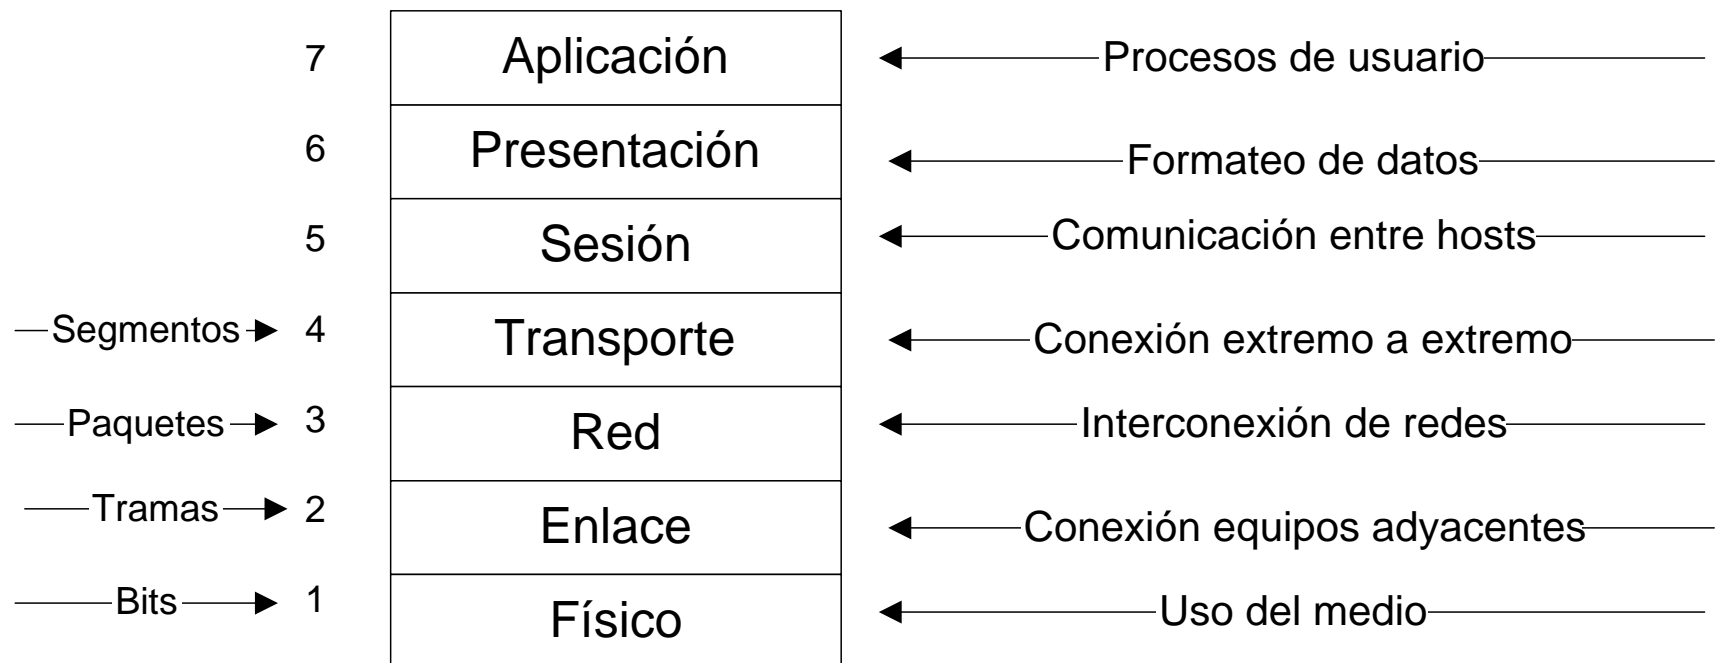 7 Aplicación Procesos de usuario
6 Presentación Formateo de datos
5 Sesión Comunicación entre hosts
Segmentos 4 Transporte Conexión extremo a extremo
Paquetes 3 Red Interconexión de redes
Tramas 2 Enlace Conexión equipos adyacentes
Bits 1 Físico Uso del medio